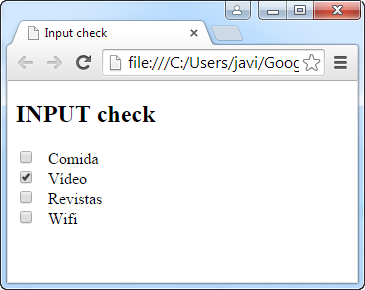 Input check
file:///C:/Users/javi/Goog
INPUT check
Comida
Vídeo
Revistas
Wifi